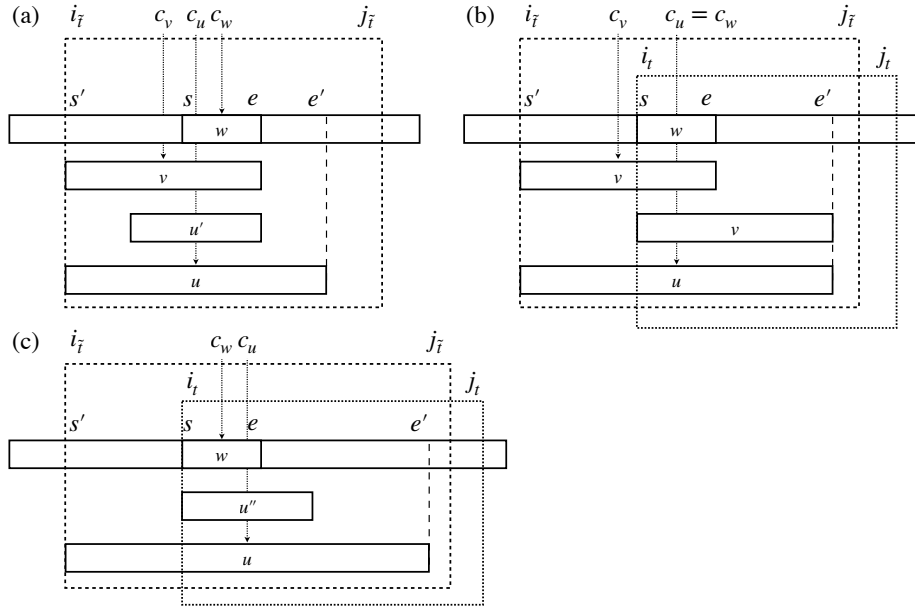 (a) i_t̃ c_v c_u c_w j_t̃
s′ s e e′
w
v
u′
u
(b) i_t̃ c_v c_u = c_w j_t̃
i_t j_t
s′ s e e′
w
v
v
u
(c) i_t̃ c_w c_u j_t̃
i_t j_t
s′ s e e′
w
u′′
u